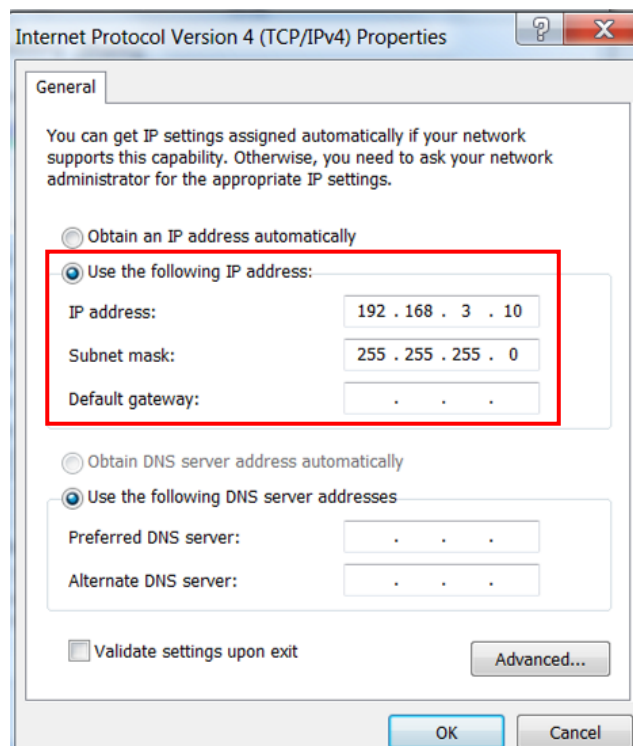 Internet Protocol Version 4 (TCP/IPv4) Properties
General
You can get IP settings assigned automatically if your network
supports this capability. Otherwise, you need to ask your network
administrator for the appropriate IP settings.
Obtain an IP address automatically
Use the following IP address:
IP address: 192 . 168 . 3 . 10
Subnet mask: 255 . 255 . 255 . 0
Default gateway: . . .
Obtain DNS server address automatically
Use the following DNS server addresses
Preferred DNS server: . . .
Alternate DNS server: . . .
Validate settings upon exit
Advanced...
OK Cancel